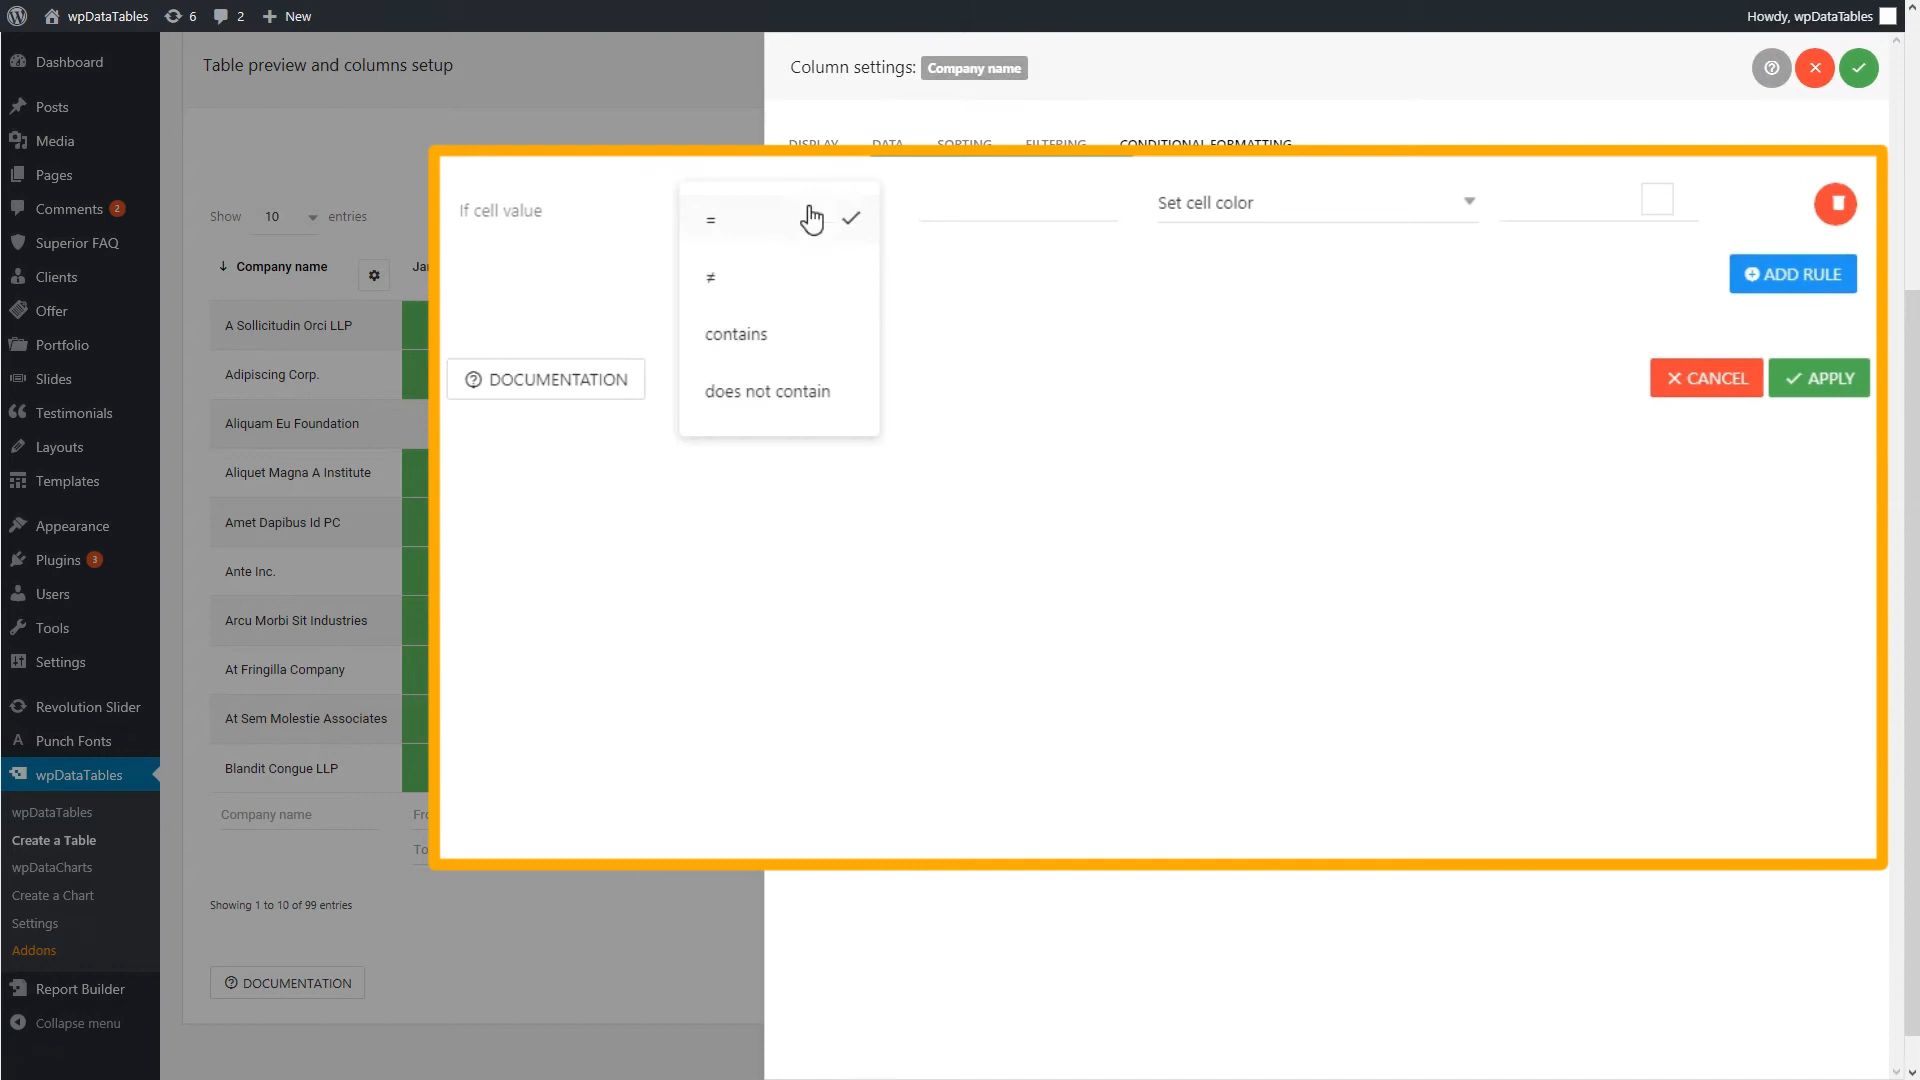 wpDataTables 6 2 New Howdy, wpDataTables
Dashboard
Posts
Media
Pages
Comments 2
Superior FAQ
Clients
Offer
Portfolio
Slides
Testimonials
Layouts
Templates
Appearance
Plugins 3
Users
Tools
Settings
Revolution Slider
Punch Fonts
wpDataTables
wpDataTables
Create a Table
wpDataCharts
Create a Chart
Settings
Addons
Report Builder
Collapse menu
Table preview and columns setup
Show 10 entries
Company name Jan
A Sollicitudin Orci LLP
Adipiscing Corp.
Aliquam Eu Foundation
Aliquet Magna A Institute
Amet Dapibus Id PC
Ante Inc.
Arcu Morbi Sit Industries
At Fringilla Company
At Sem Molestie Associates
Blandit Congue LLP
Company name Fro
To
Showing 1 to 10 of 99 entries
DOCUMENTATION
Column settings: Company name
DISPLAY DATA SORTING FILTERING CONDITIONAL FORMATTING
If cell value = Set cell color
≠
contains
does not contain
ADD RULE
DOCUMENTATION CANCEL APPLY